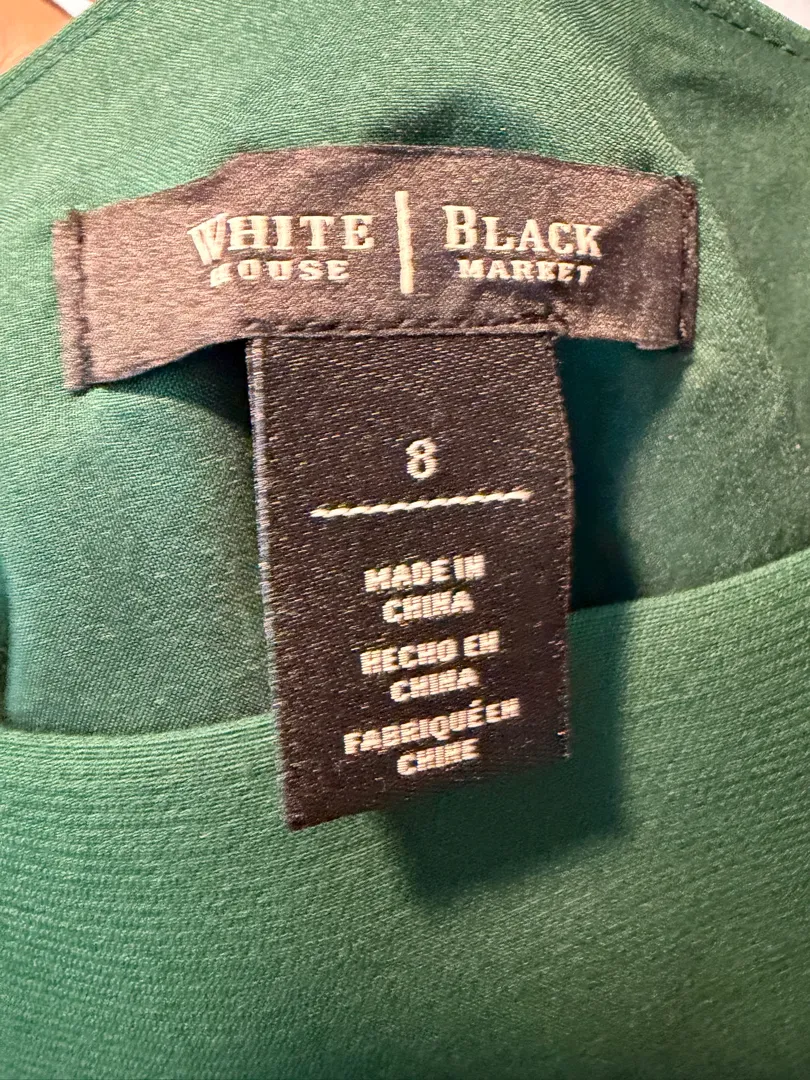 WHITE HOUSE | BLACK MARKET
8
MADE IN
CHINA
HECHO EN
CHINA
FABRIQUÉ EN
CHINE